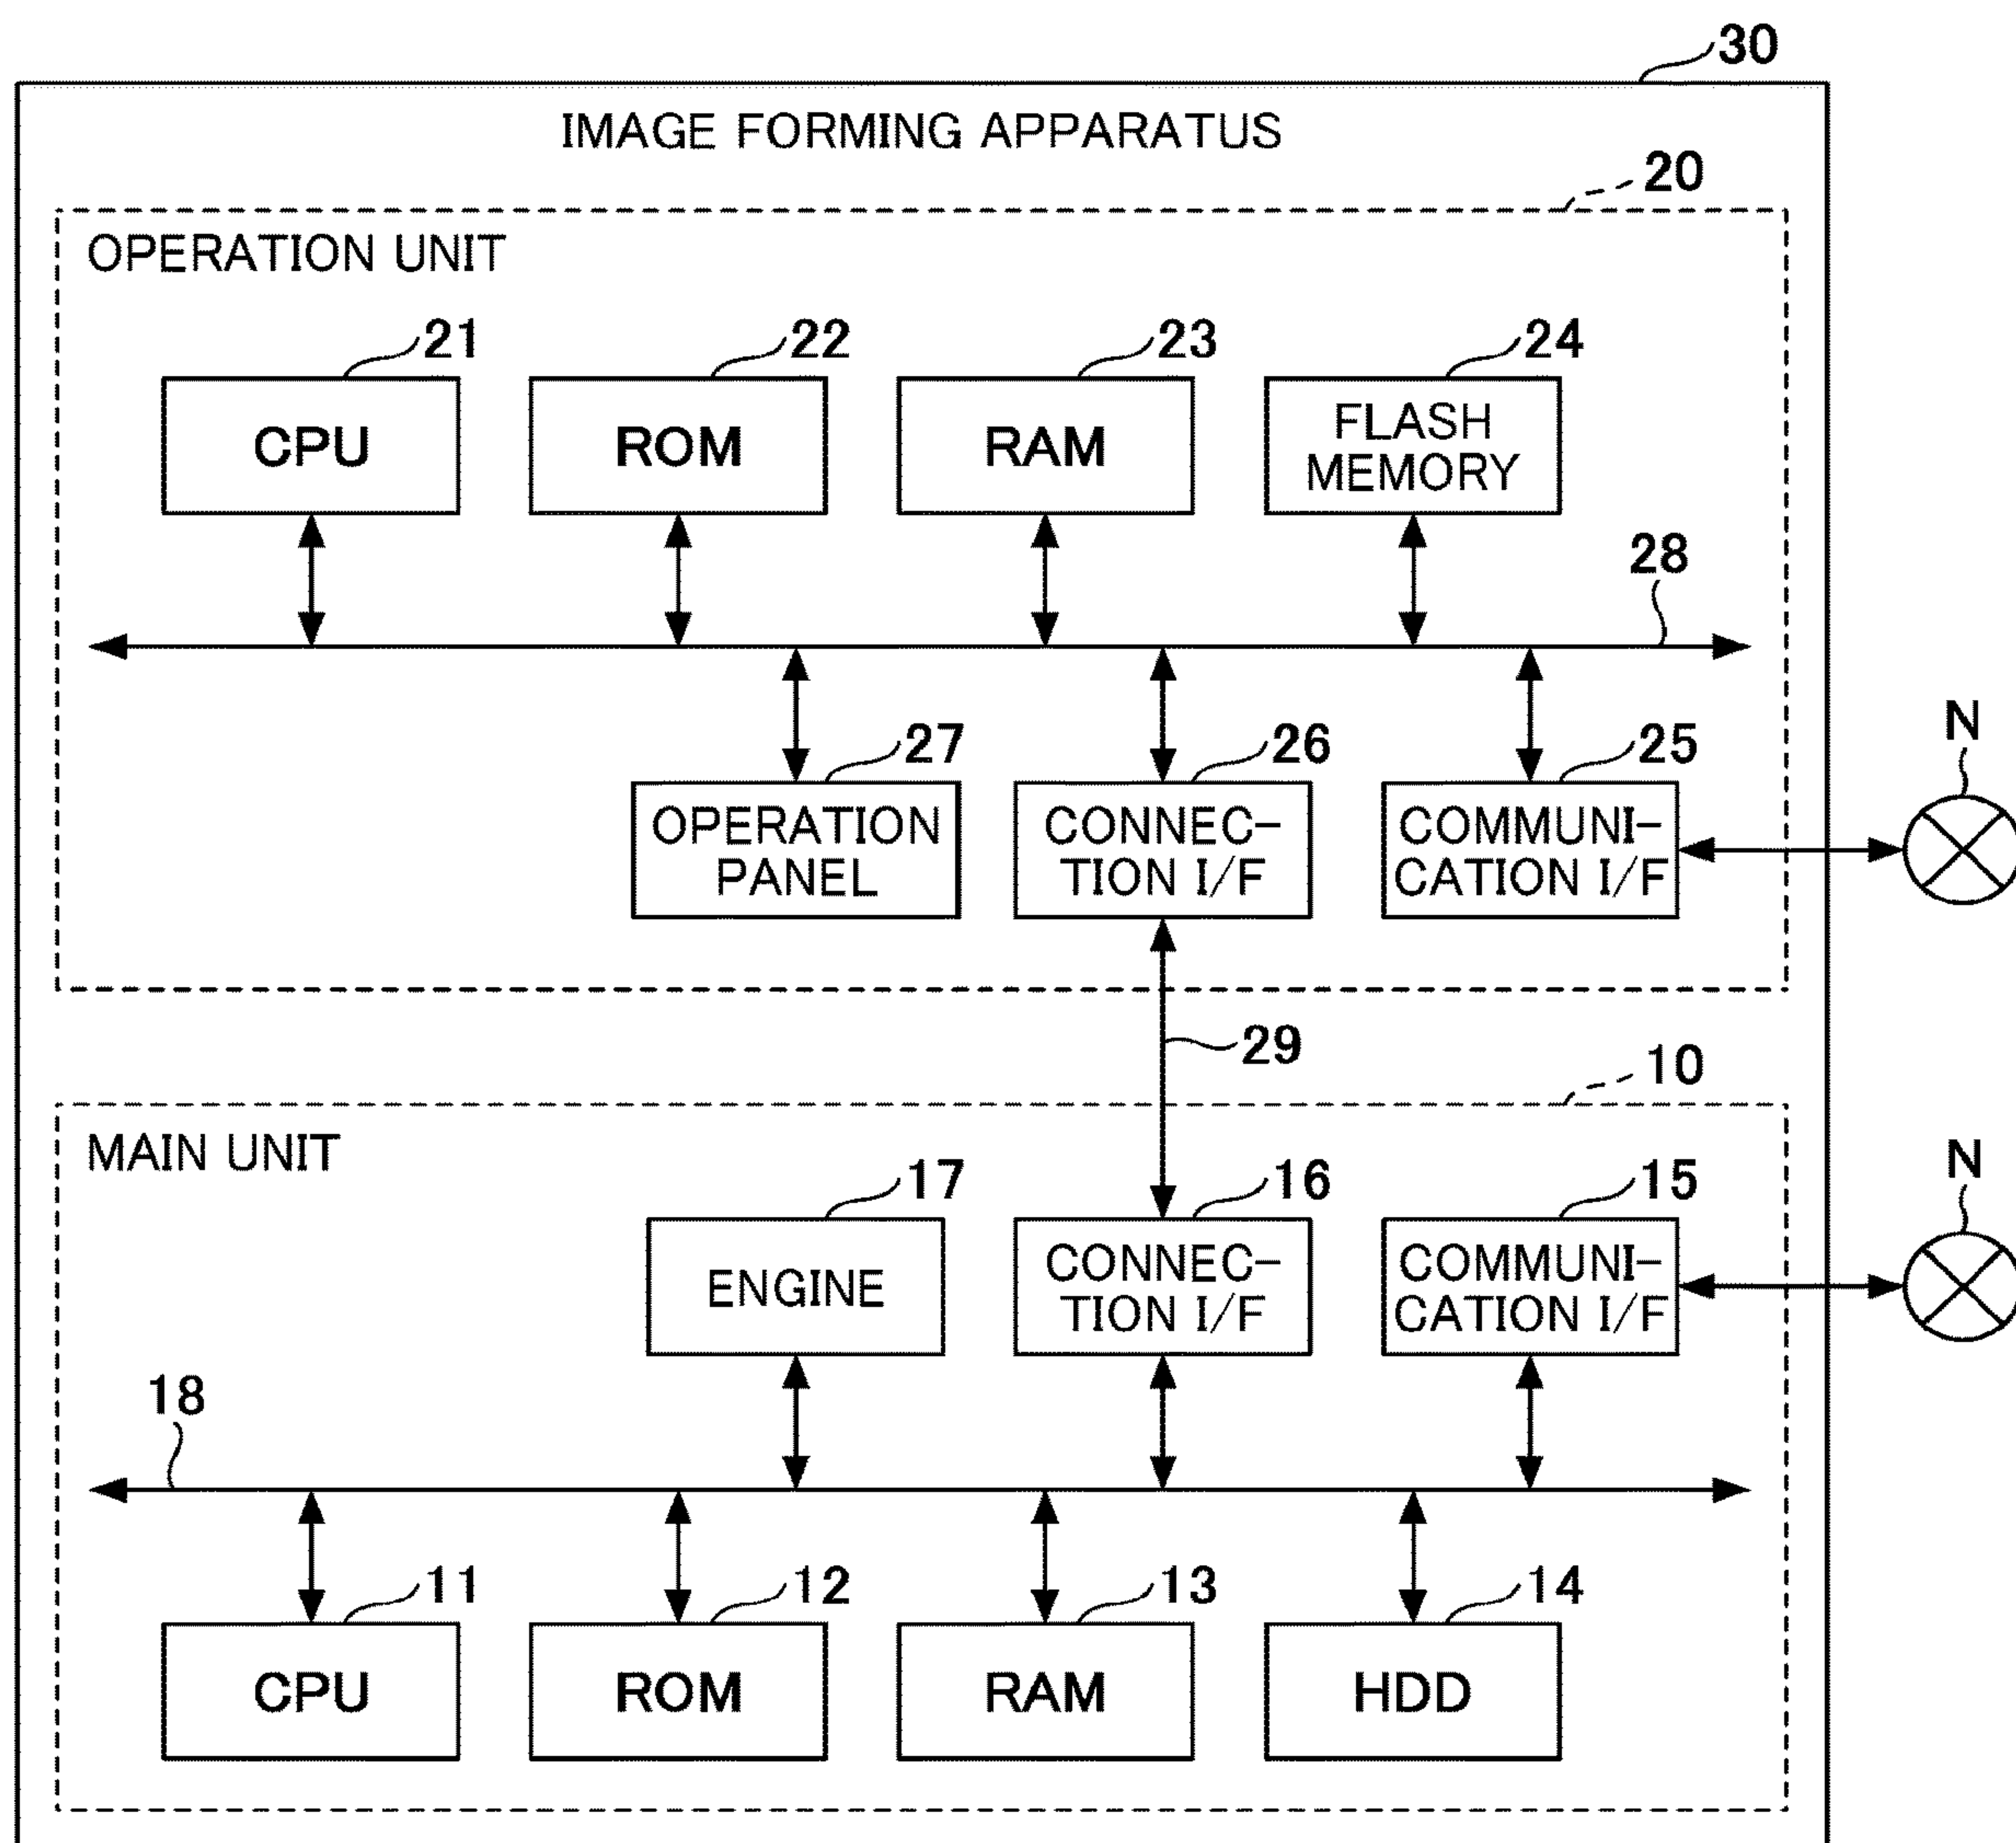 30
IMAGE FORMING APPARATUS
20
OPERATION UNIT
21
22
23
24
CPU
ROM
RAM
FLASH
MEMORY
28
27
26
25
N
OPERATION
PANEL
CONNEC-
TION I/F
COMMUNI-
CATION I/F
29
10
MAIN UNIT
17
16
15
N
ENGINE
CONNEC-
TION I/F
COMMUNI-
CATION I/F
18
11
12
13
14
CPU
ROM
RAM
HDD